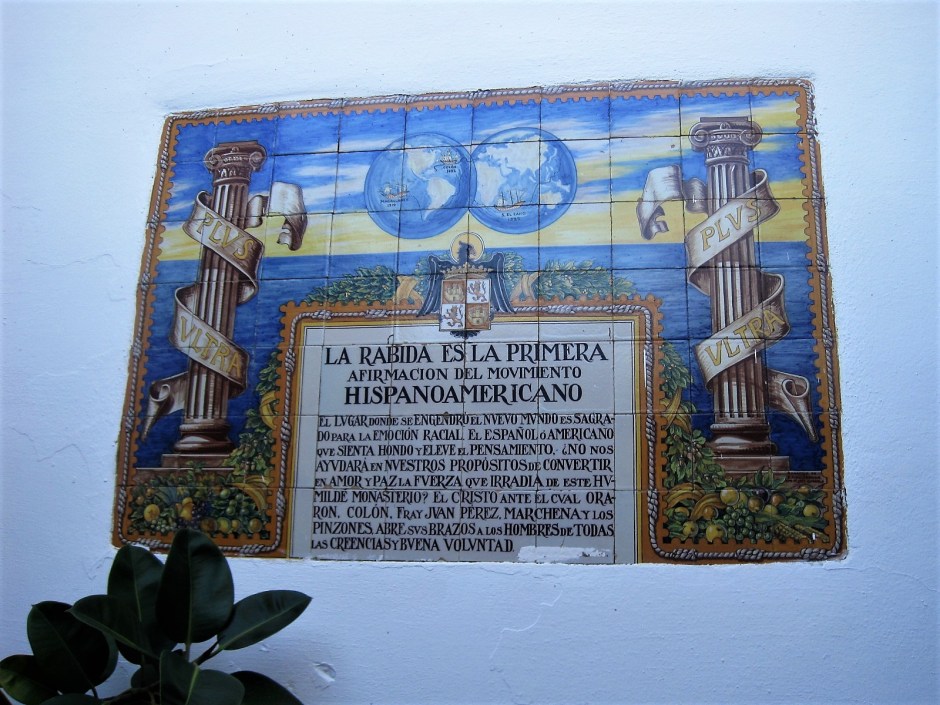 PLVS
VLTRA
PLVS
VLTRA
LA RABIDA ES LA PRIMERA
AFIRMACION DEL MOVIMIENTO
HISPANOAMERICANO
EL LVGAR DONDE SE ENGENDRÓ EL NVEVO MVNDO ES SAGRA
DO PARA LA EMOCIÓN RACIAL. EL ESPAÑOL ó AMERICANO
QVE SIENTA HONDO Y ELEVE EL PENSAMIENTO, ¿NO NOS
AYVDARÁ EN NVESTROS PROPÓSITOS DE CONVERTIR
EN AMOR Y PAZ LA FVERZA QVE IRRADIA DE ESTE HV
MILDE MONASTERIO? EL CRISTO ANTE EL CVAL ORA
RON, COLÓN, FRAY JVAN PÉREZ, MARCHENA Y LOS
PINZONES, ABRE SVS BRAZOS A LOS HOMBRES DE TODAS
LAS CREENCIAS Y BVENA VOLVNTAD.